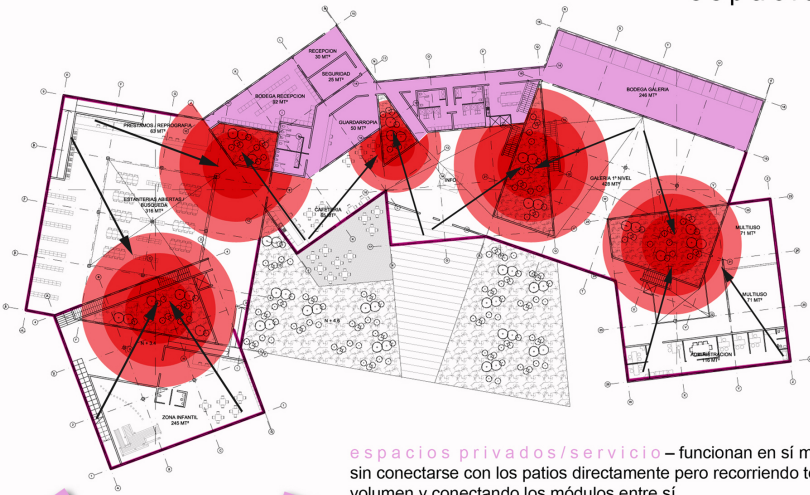 RECEPCION
30 MT²
SEGURIDAD
25 MT²
BODEGA RECEPCION
92 MT²
GUARDARROPIA
50 MT²
BODEGA GALERIA
246 MT²
PRESTAMOS / REPROGRAFIA
63 MT²
ESTANTERIAS ABIERTAS /
BUSQUEDA
316 MT²
CAFETERIA
INFO
GALERIA 1º NIVEL
428 MT²
MULTIUSO
71 MT²
MULTIUSO
71 MT²
ADMINISTRACION
116 MT²
ZONA INFANTIL
245 MT²
espacios privados/servicio – funcionan en sí m
sin conectarse con los patios directamente pero recorriendo t
volumen y conectando los módulos entre sí